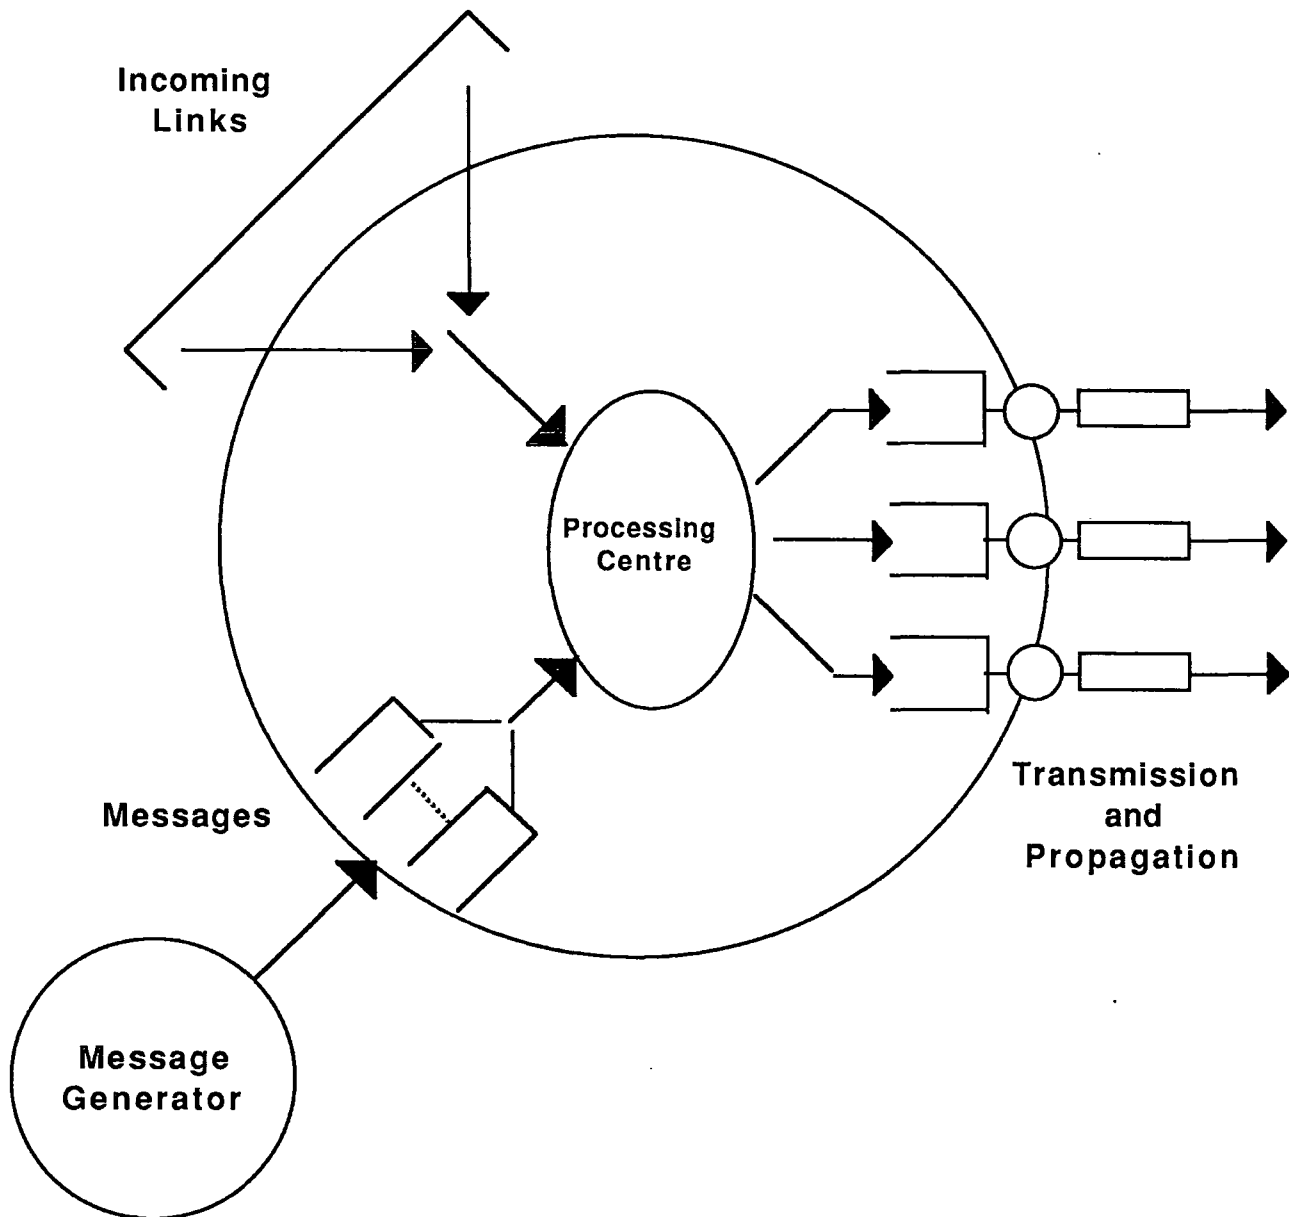 Incoming
Links
Processing
Centre
Messages
Transmission
and
Propagation
Message
Generator